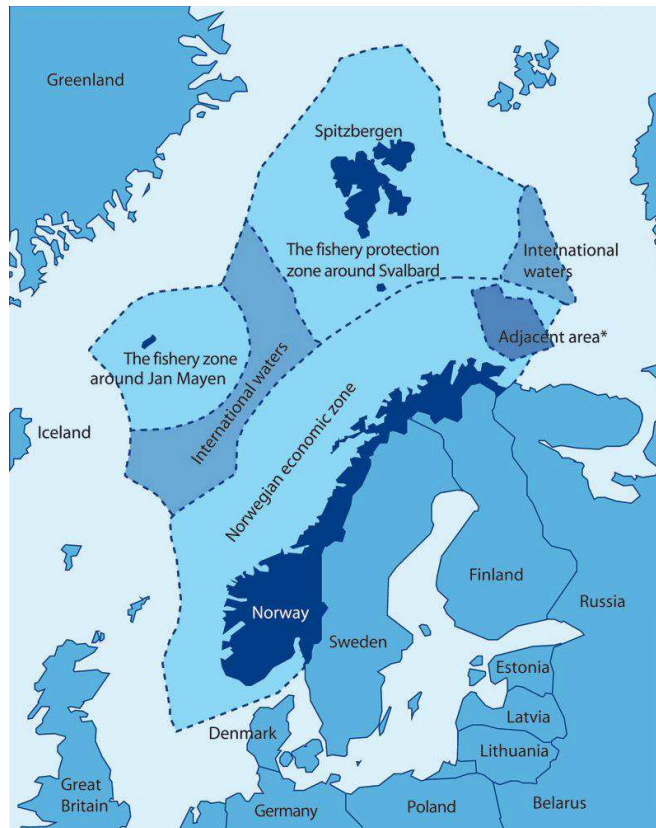 Greenland
Spitzbergen
The fishery protection
zone around Svalbard
International
waters
Adjacent area*
The fishery zone
around Jan Mayen
International waters
Iceland
Norwegian economic zone
Norway
Sweden
Finland
Russia
Estonia
Latvia
Lithuania
Denmark
Great
Britain
Germany
Poland
Belarus